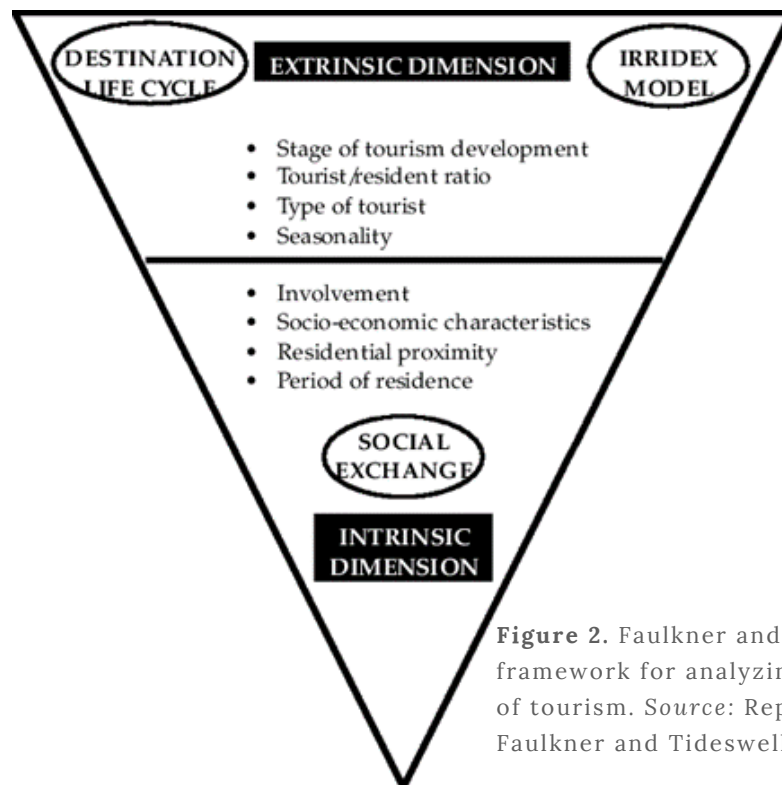 DESTINATION
LIFE CYCLE
EXTRINSIC DIMENSION
IRRIDEX
MODEL
• Stage of tourism development
• Tourist/resident ratio
• Type of tourist
• Seasonality
• Involvement
• Socio-economic characteristics
• Residential proximity
• Period of residence
SOCIAL
EXCHANGE
INTRINSIC
DIMENSION
Figure 2. Faulkner and
framework for analyzin
of tourism. Source: Rep
Faulkner and Tideswell